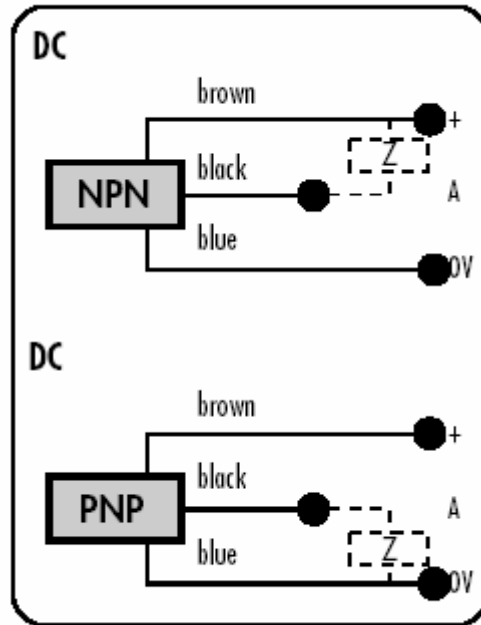 DC
brown
+
Z
black
NPN
A
blue
0V
DC
brown
+
black
PNP
A
Z
blue
0V